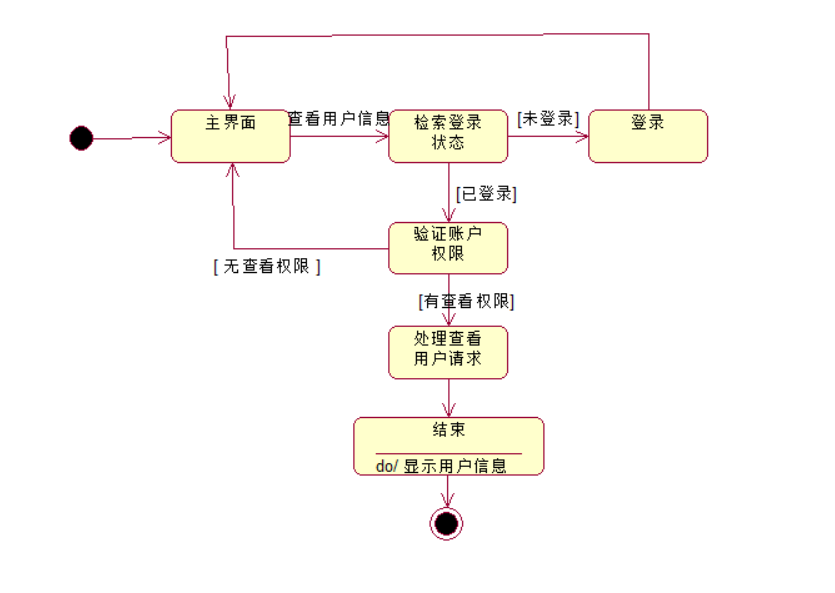 主界面
查看用户信息
检索登录
状态
[未登录]
登录
[已登录]
验证账户
权限
[ 无查看权限 ]
[有查看权限]
处理查看
用户请求
结束
do/ 显示用户信息